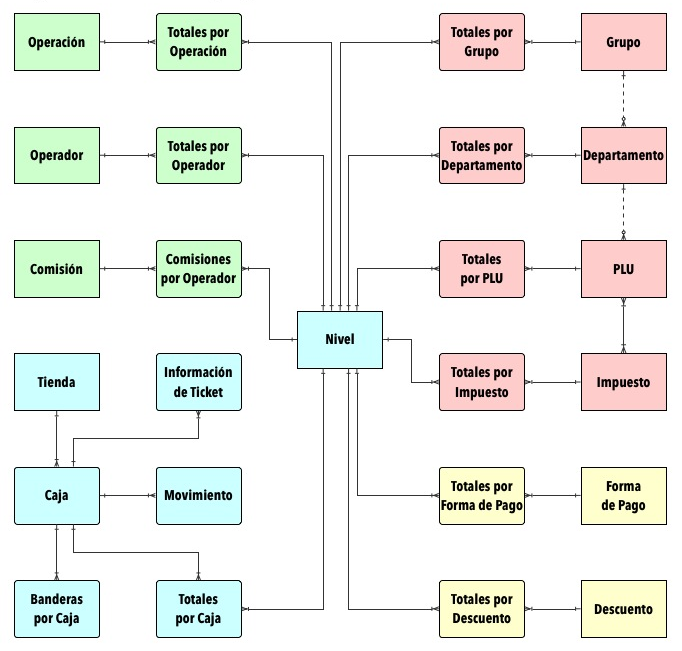 Operación
Totales por
Operación
Totales por
Grupo
Grupo
Operador
Totales por
Operador
Totales por
Departamento
Departamento
Comisión
Comisiones
por Operador
Totales
por PLU
PLU
Nivel
Tienda
Información
de Ticket
Totales por
Impuesto
Impuesto
Caja
Movimiento
Totales por
Forma de Pago
Forma
de Pago
Banderas
por Caja
Totales
por Caja
Totales por
Descuento
Descuento